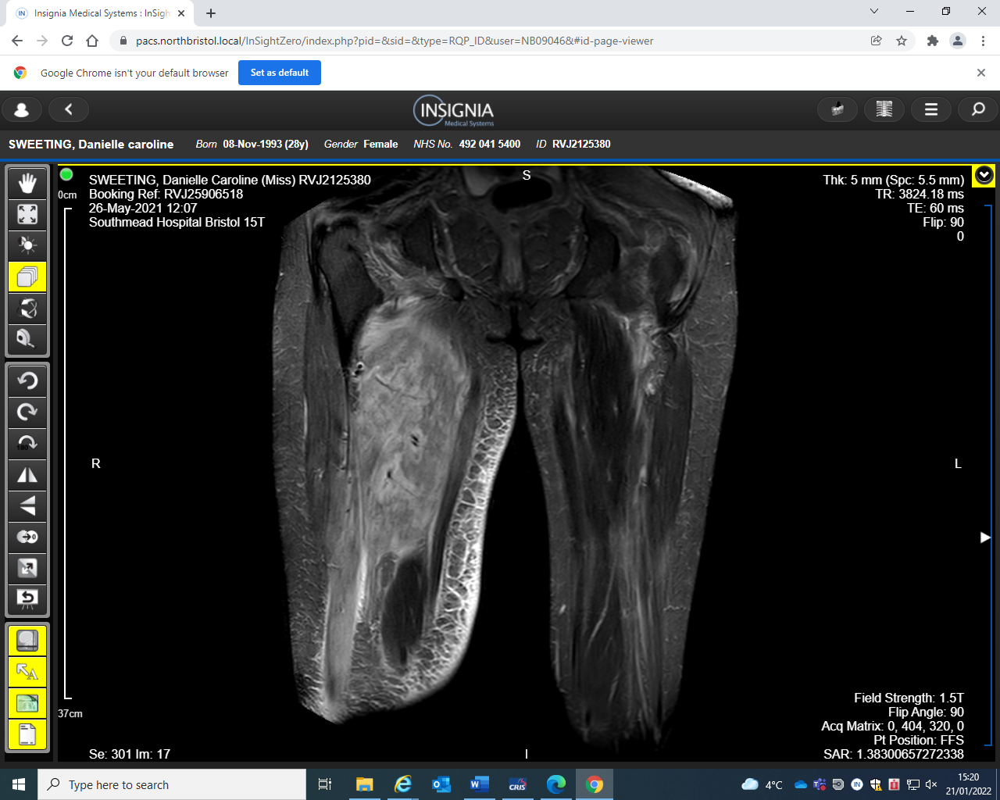 Insignia Medical Systems : InSigh
pacs.northbristol.local/InSightZero/index.php?pid=&sid=&type=RQP_ID&user=NB09046&#id-page-viewer
Google Chrome isn't your default browser
Set as default
INSIGNIA
Medical Systems
SWEETING, Danielle caroline Born 08-Nov-1993 (28y) Gender Female NHS No. 492 041 5400 ID RVJ2125380
SWEETING, Danielle Caroline (Miss) RVJ2125380
Booking Ref: RVJ25906518
26-May-2021 12:07
Southmead Hospital Bristol 15T
S
Thk: 5 mm (Spc: 5.5 mm)
TR: 3824.18 ms
TE: 60 ms
Flip: 90
0
0cm
R
L
37cm
Field Strength: 1.5T
Flip Angle: 90
Acq Matrix: 0, 404, 320, 0
Pt Position: FFS
SAR: 1.38300657272338
Se: 301 Im: 17
I
180
A
Type here to search
CRIS
4°C
15:20
21/01/2022